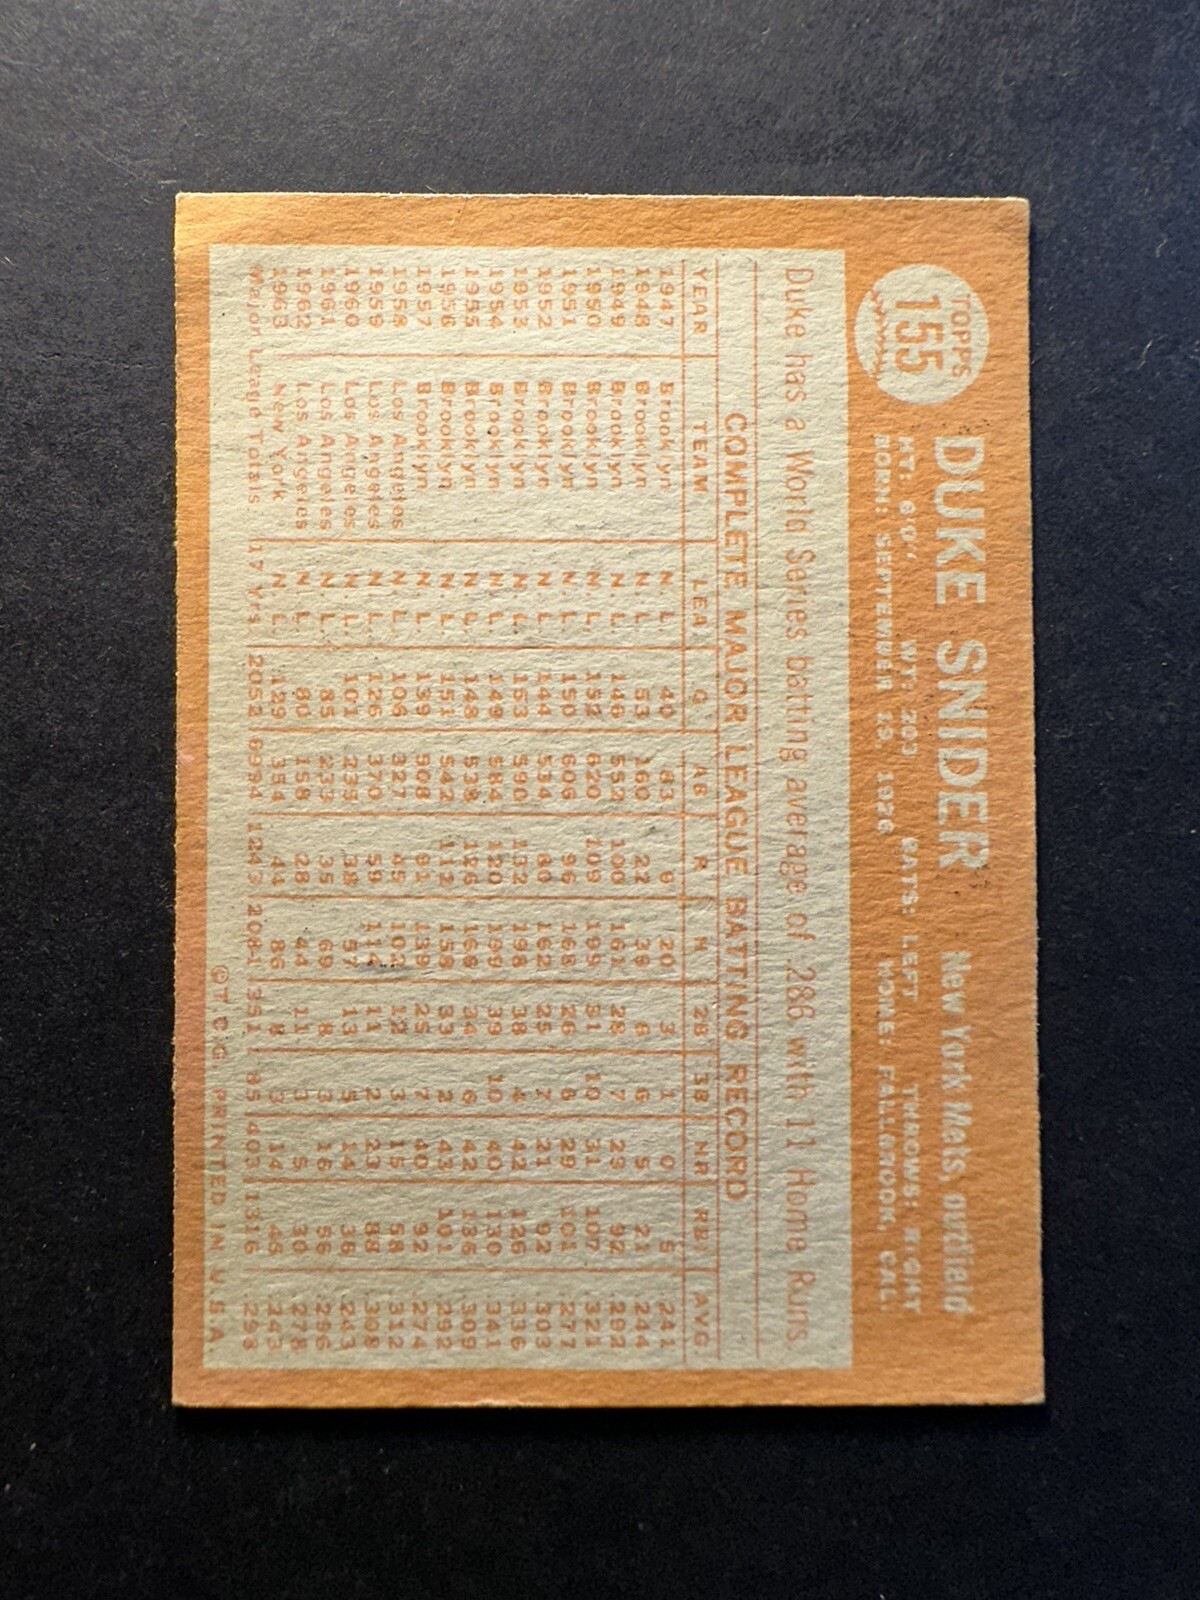 TOPPS
155
DUKE SNIDER New York Mets, outfield
HT: 6'0" WT: 203 BATS: LEFT THROWS: RIGHT
BORN: SEPTEMBER 19, 1926 HOME: FALLBROOK, CAL.
Duke has a World Series batting average of .286 with 11 Home Runs.
COMPLETE MAJOR LEAGUE BATTING RECORD
YEAR TEAM LEA G AB R H 2B 3B HR RBI AVG
1947 Brooklyn N. L. 40 83 6 20 3 1 0 5 .241
1948 Brooklyn N. L. 53 160 22 39 6 6 5 21 .244
1949 Brooklyn N. L. 146 552 100 161 28 7 23 92 .292
1950 Brooklyn N. L. 152 620 109 199 31 10 31 107 .321
1951 Brooklyn N. L. 150 606 96 168 26 6 29 101 .277
1952 Brooklyn N. L. 144 534 80 162 25 7 21 92 .303
1953 Brooklyn N. L. 153 590 132 198 38 4 42 126 .336
1954 Brooklyn N. L. 149 584 120 199 39 10 40 130 .341
1955 Brooklyn N. L. 148 538 126 166 34 6 42 136 .309
1956 Brooklyn N. L. 151 542 112 158 33 2 43 101 .292
1957 Brooklyn N. L. 139 508 91 139 25 7 40 92 .274
1958 Los Angeles N. L. 106 327 45 102 12 3 15 58 .312
1959 Los Angeles N. L. 126 370 59 114 11 2 23 88 .308
1960 Los Angeles N. L. 101 235 38 57 13 5 14 36 .243
1961 Los Angeles N. L. 85 233 35 69 8 3 16 56 .296
1962 Los Angeles N. L. 80 158 28 44 11 3 5 30 .278
1963 New York N. L. 129 354 44 86 8 3 14 45 .243
Major League Totals 17 Yrs. 2052 6994 1243 2081 351 85 403 1316 .298
© T. C. G. PRINTED IN U. S. A.